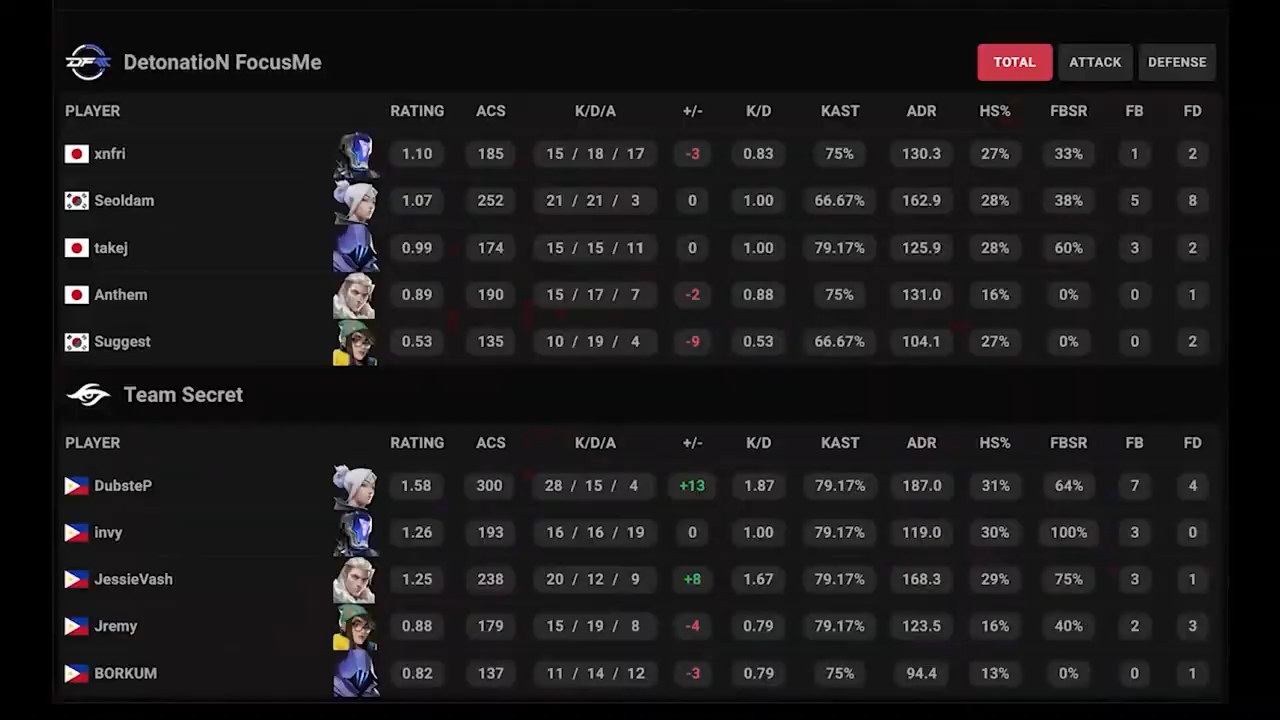 DetonatioN FocusMe TOTAL ATTACK DEFENSE
PLAYER RATING ACS K/D/A +/- K/D KAST ADR HS% FBSR FB FD
xnfri 1.10 185 15 / 18 / 17 -3 0.83 75% 130.3 27% 33% 1 2
Seoldam 1.07 252 21 / 21 / 3 0 1.00 66.67% 162.9 28% 38% 5 8
takej 0.99 174 15 / 15 / 11 0 1.00 79.17% 125.9 28% 60% 3 2
Anthem 0.89 190 15 / 17 / 7 -2 0.88 75% 131.0 16% 0% 0 1
Suggest 0.53 135 10 / 19 / 4 -9 0.53 66.67% 104.1 27% 0% 0 2
Team Secret
PLAYER RATING ACS K/D/A +/- K/D KAST ADR HS% FBSR FB FD
DubsteP 1.58 300 28 / 15 / 4 +13 1.87 79.17% 187.0 31% 64% 7 4
invy 1.26 193 16 / 16 / 19 0 1.00 79.17% 119.0 30% 100% 3 0
JessieVash 1.25 238 20 / 12 / 9 +8 1.67 79.17% 168.3 29% 75% 3 1
Jremy 0.88 179 15 / 19 / 8 -4 0.79 79.17% 123.5 16% 40% 2 3
BORKUM 0.82 137 11 / 14 / 12 -3 0.79 75% 94.4 13% 0% 0 1